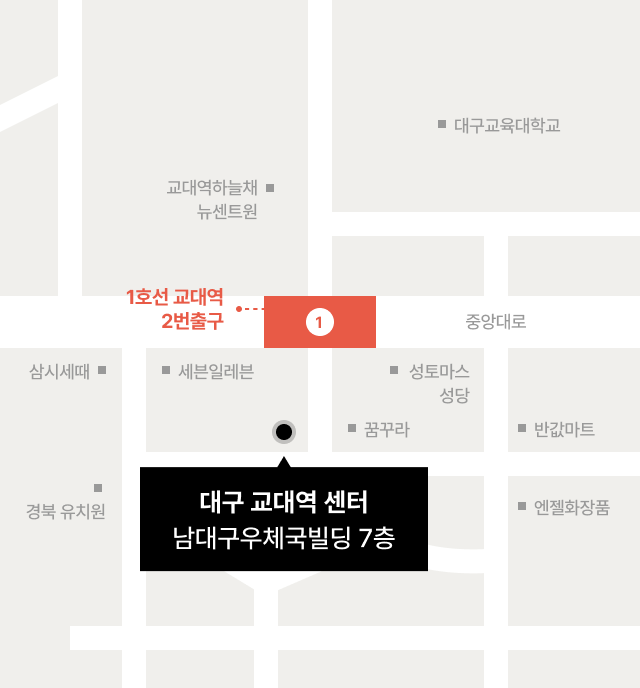 대구교육대학교
교대역하늘채
뉴센트원
1호선 교대역
2번출구
1
중앙대로
삼시세때
세븐일레븐
성토마스
성당
꿈꾸라
반값마트
경북 유치원
대구 교대역 센터
남대구우체국빌딩 7층
엔젤화장품